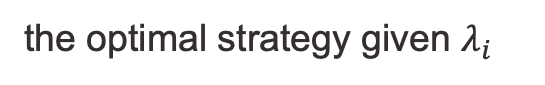 the optimal strategy given λᵢ